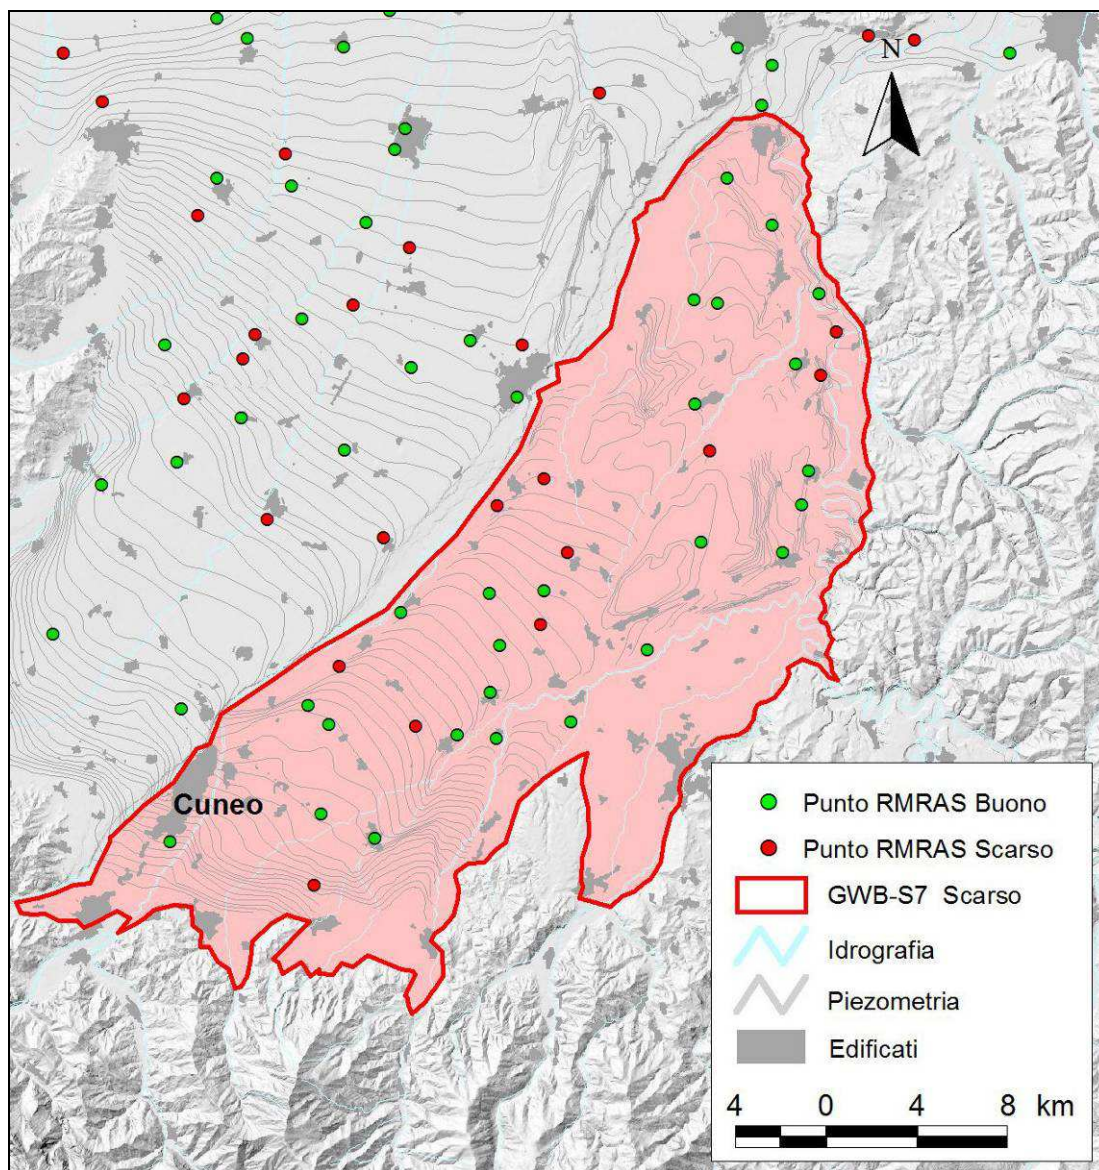 N
Cuneo
Punto RMRAS Buono
Punto RMRAS Scarso
GWB-S7 Scarso
Idrografia
Piezometria
Edificati
4 0 4 8 km